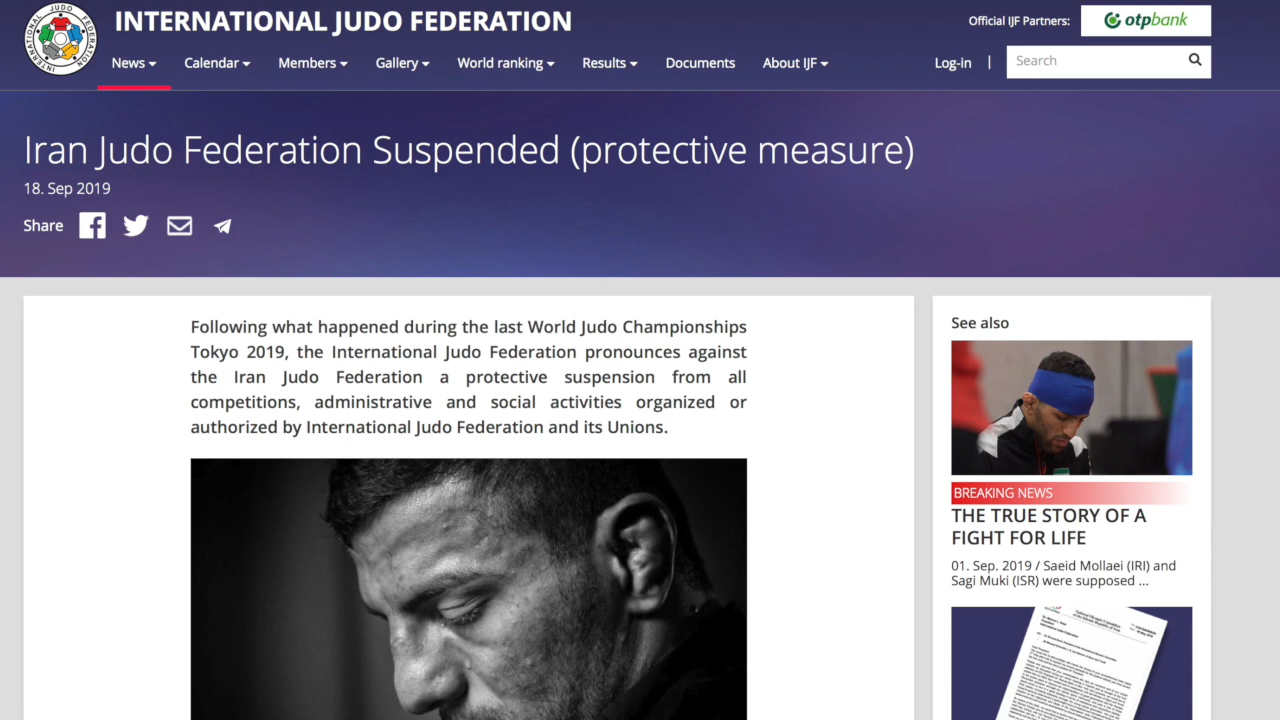 INTERNATIONAL JUDO FEDERATION
INTERNATIONAL JUDO FEDERATION
Official IJF Partners:
otpbank
News
Calendar
Members
Gallery
World ranking
Results
Documents
About IJF
Log-in
|
Search
Iran Judo Federation Suspended (protective measure)
18. Sep 2019
Share
Following what happened during the last World Judo Championships
Tokyo 2019, the International Judo Federation pronounces against
the Iran Judo Federation a protective suspension from all
competitions, administrative and social activities organized or
authorized by International Judo Federation and its Unions.
See also
BREAKING NEWS
THE TRUE STORY OF A
FIGHT FOR LIFE
01. Sep. 2019 / Saeid Mollaei (IRI) and
Sagi Muki (ISR) were supposed ...